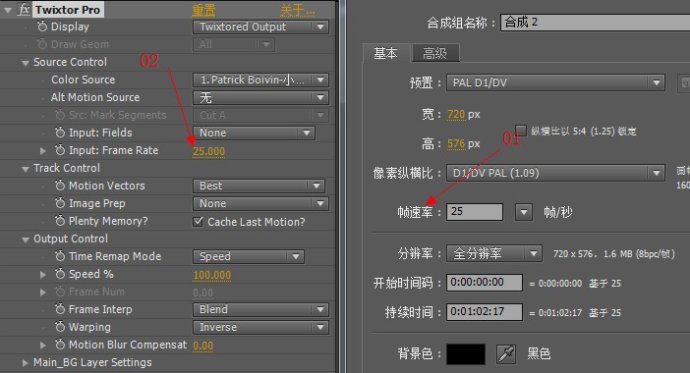 Twixtor Pro 重置 关于...
Display Twixtored Output
Draw Geom All
Source Control
02
Color Source 1. Patrick Boivin-小...
Alt Motion Source 无
Src: Mark Segments Cut A
Input: Fields None
Input: Frame Rate 25.000
Track Control
Motion Vectors Best
Image Prep None
Plenty Memory? Cache Last Motion?
Output Control
Time Remap Mode Speed
Speed % 100.000
Frame Num 0.00
Frame Interp Blend
Warping Inverse
Motion Blur Compensat 0.00
Main_BG Layer Settings
合成组名称： 合成 2
基本 高级
预置： PAL D1/DV
宽： 720 px
纵横比以 5:4 (1.25) 锁定
高： 576 px
01
像素纵横比： D1/DV PAL (1.09)
160
帧速率： 25 帧/秒
分辨率： 全分辨率 720 x 576，1.6 MB (8bpc/帧)
开始时间码： 0:00:00:00 = 0:00:00:00 基于 25
持续时间： 0:01:02:17 = 0:01:02:17 基于 25
背景色： 黑色